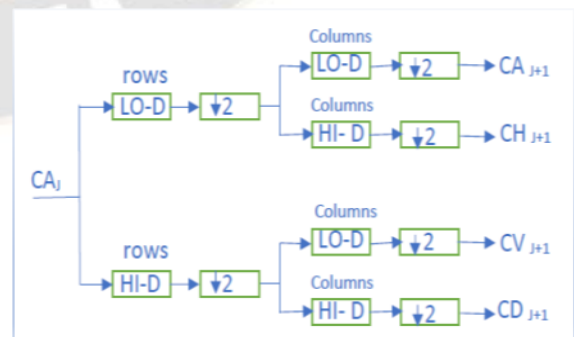 Columns
LO-D ↓2 CA J+1
rows
LO-D ↓2
Columns
HI- D ↓2 CH J+1
CAJ
Columns
LO-D ↓2 CV J+1
rows
HI-D ↓2
Columns
HI- D ↓2 CD J+1